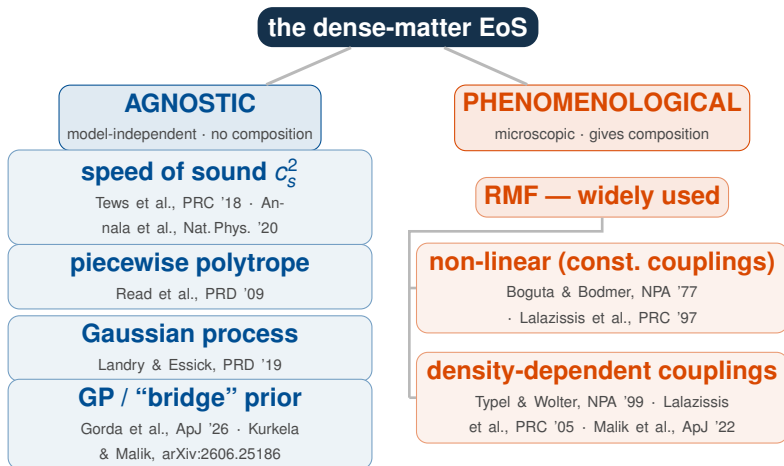 the dense-matter EoS
AGNOSTIC
model-independent · no composition
speed of sound c_s^2
Tews et al., PRC '18 · An-
nala et al., Nat. Phys. '20
piecewise polytrope
Read et al., PRD '09
Gaussian process
Landry & Essick, PRD '19
GP / “bridge” prior
Gorda et al., ApJ '26 · Kurkela
& Malik, arXiv:2606.25186
PHENOMENOLOGICAL
microscopic · gives composition
RMF — widely used
non-linear (const. couplings)
Boguta & Bodmer, NPA '77
· Lalazissis et al., PRC '97
density-dependent couplings
Typel & Wolter, NPA '99 · Lalazissis
et al., PRC '05 · Malik et al., ApJ '22